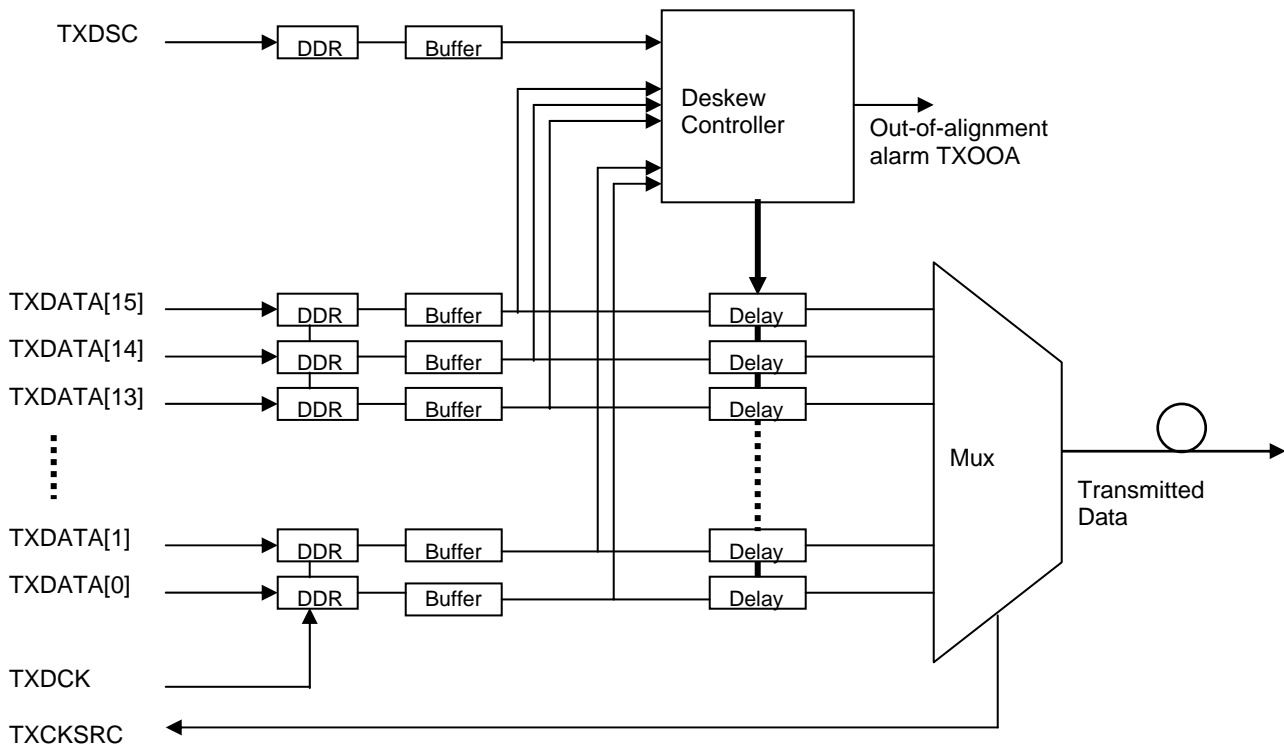 TXDSC
DDR
Buffer
Deskew
Controller
Out-of-alignment
alarm TXOOA
TXDATA[15]
DDR
Buffer
Delay
TXDATA[14]
DDR
Buffer
Delay
TXDATA[13]
DDR
Buffer
Delay
Mux
Transmitted
Data
TXDATA[1]
DDR
Buffer
Delay
TXDATA[0]
DDR
Buffer
Delay
TXDCK
TXCKSRC